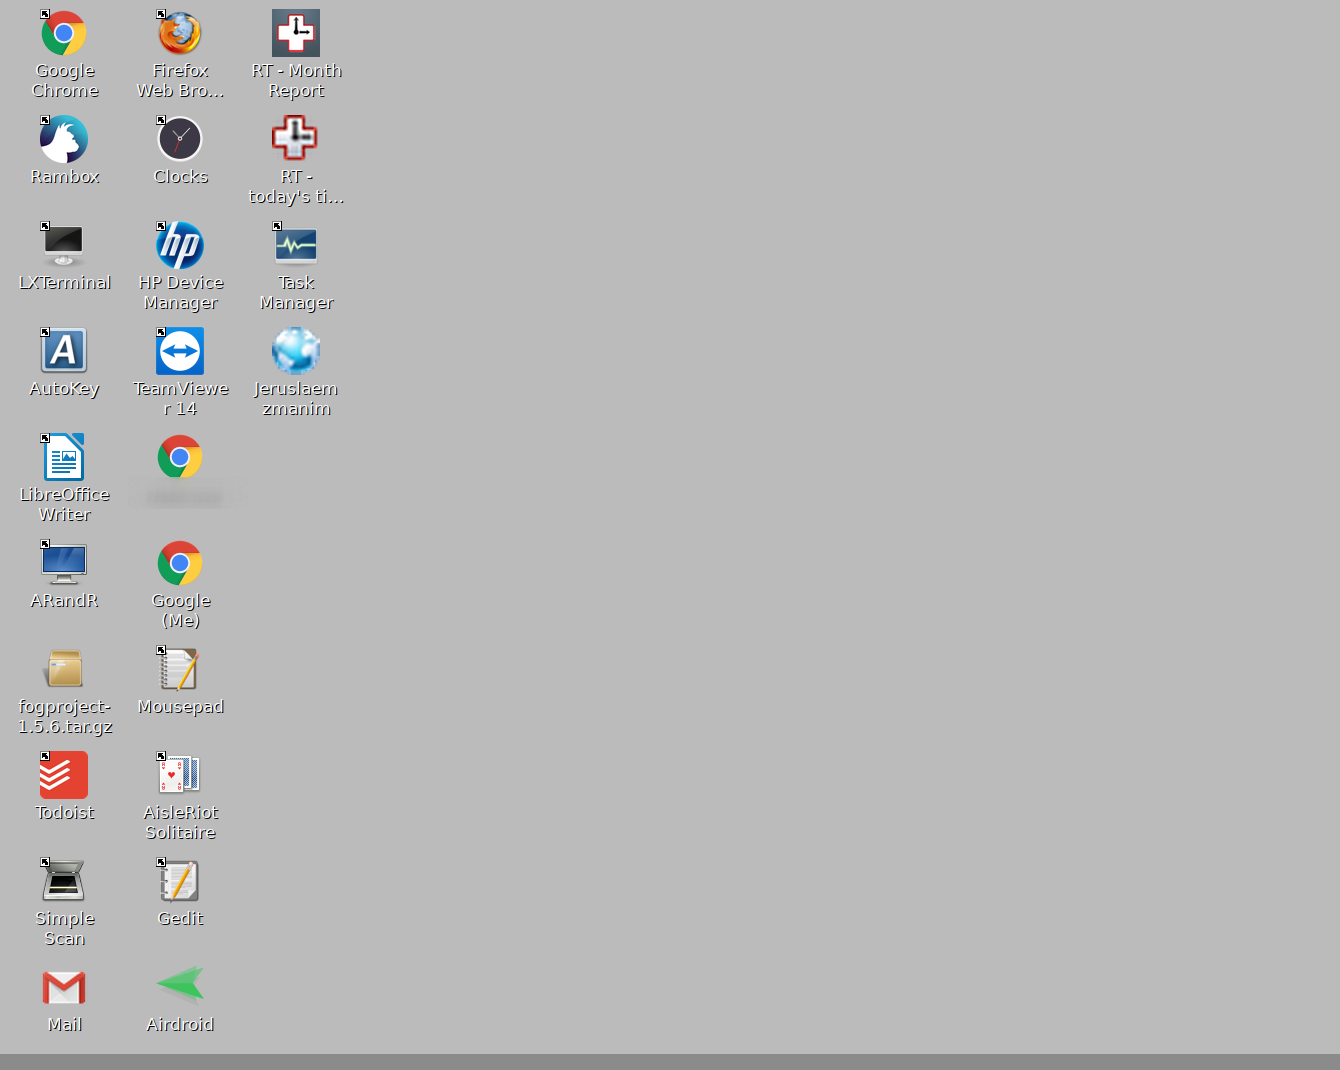 Google
Chrome
Firefox
Web Bro...
RT - Month
Report
Rambox
Clocks
RT -
today's ti...
LXTerminal
hp
HP Device
Manager
Task
Manager
A
AutoKey
TeamViewe
r 14
Jeruslaem
zmanim
LibreOffice
Writer
ARandR
Google
(Me)
fogproject-
1.5.6.tar.gz
Mousepad
Todoist
AisleRiot
Solitaire
Simple
Scan
Gedit
Mail
Airdroid